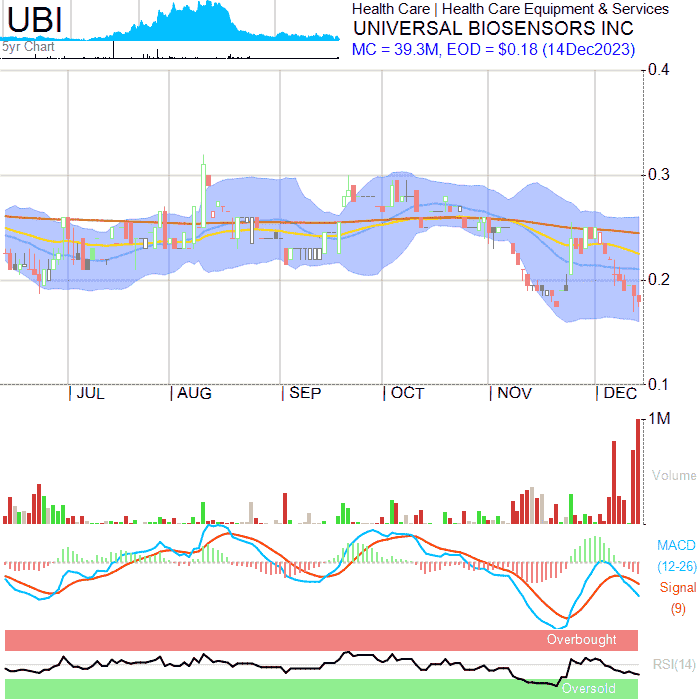 UBI
5yr Chart
Health Care | Health Care Equipment & Services
UNIVERSAL BIOSENSORS INC
MC = 39.3M, EOD = $0.18 (14Dec2023)
0.4
0.3
0.2
0.1
JUL AUG SEP OCT NOV DEC
1M
Volume
MACD
(12-26)
Signal
(9)
Overbought
RSI(14)
Oversold